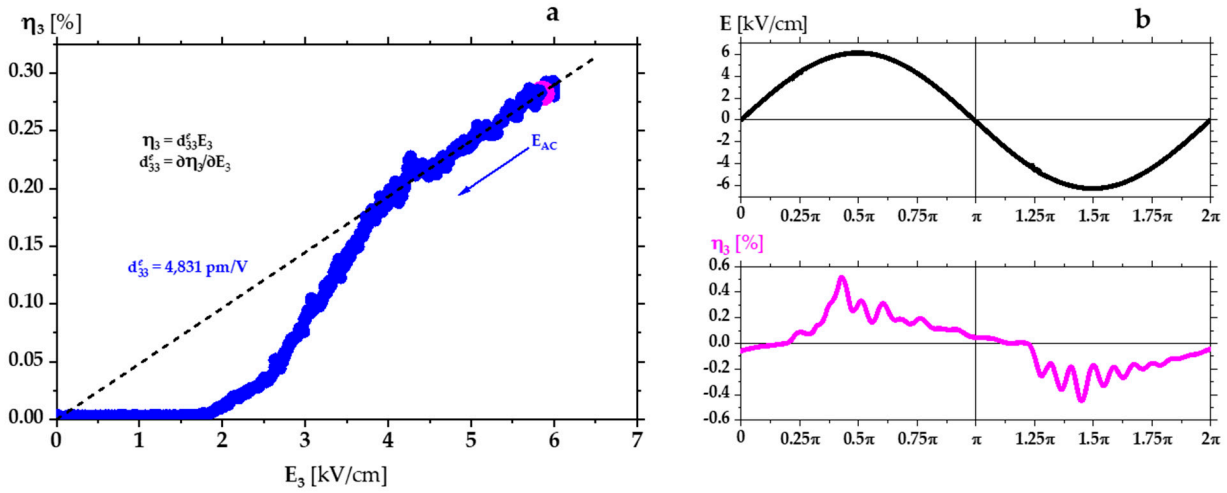 η₃ [%]
a
0.30
0.25
0.20
0.15
0.10
0.05
0.00
η₃ = dᵋ₃₃E₃
dᵋ₃₃ = ∂η₃/∂E₃
E_AC
dᵋ₃₃ = 4,831 pm/V
0 1 2 3 4 5 6 7
E₃ [kV/cm]
E [kV/cm]
b
6
4
2
0
-2
-4
-6
0 0.25π 0.5π 0.75π π 1.25π 1.5π 1.75π 2π
η₃ [%]
0.6
0.4
0.2
0.0
-0.2
-0.4
-0.6
0 0.25π 0.5π 0.75π π 1.25π 1.5π 1.75π 2π